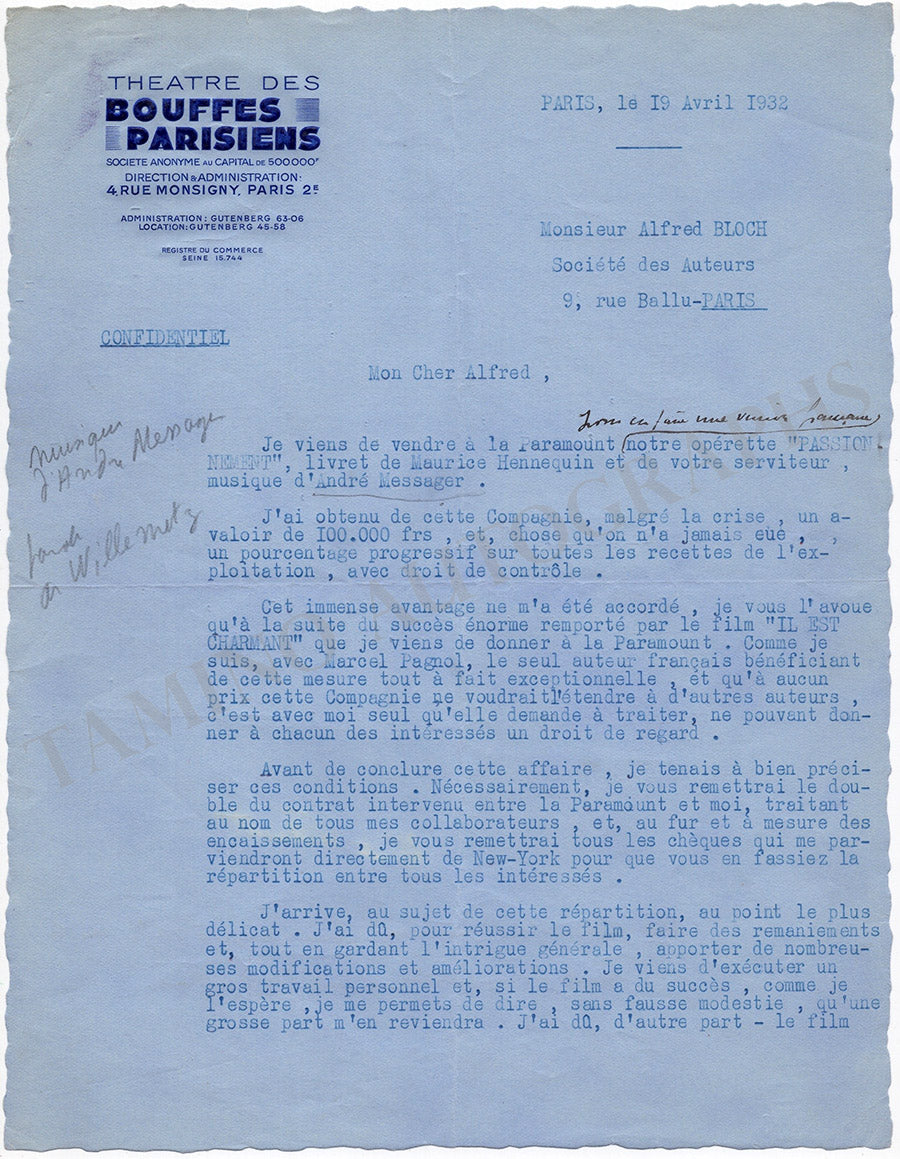 THEATRE DES
BOUFFES
PARISIENS
SOCIETE ANONYME AU CAPITAL DE 500.000F
DIRECTION & ADMINISTRATION:
4, RUE MONSIGNY, PARIS 2E
ADMINISTRATION: GUTENBERG 63-06
LOCATION: GUTENBERG 45-58
REGISTRE DU COMMERCE
SEINE 15.744
PARIS, le I9 Avril I932
Monsieur Alfred BLOCH
Société des Auteurs
9, rue Ballu-PARIS
CONFIDENTIEL
Mon Cher Alfred ,
pour en faire une version française
musique
d'André Messager
de Willemetz
Je viens de vendre à la Paramount notre opérette "PASSION-
NEMENT", livret de Maurice Hennequin et de votre serviteur ,
musique d'André Messager .
J'ai obtenu de cette Compagnie, malgré la crise , un a-
valoir de I00.000 frs , et, chose qu'on n'a jamais eue , ,
un pourcentage progressif sur toutes les recettes de l'ex-
ploitation , avec droit de contrôle .
Cet immense avantage ne m'a été accordé , je vous l'avoue
qu'à la suite du succès énorme remporté par le film "IL EST
CHARMANT" que je viens de donner à la Paramount . Comme je
suis, avec Marcel Pagnol, le seul auteur français bénéficiant
de cette mesure tout à fait exceptionnelle , et qu'à aucun
prix cette Compagnie ne voudrait l'étendre à d'autres auteurs ,
c'est avec moi seul qu'elle demande à traiter, ne pouvant don-
ner à chacun des intéressés un droit de regard .
Avant de conclure cette affaire , je tenais à bien préci-
ser ces conditions . Nécessairement, je vous remettrai le dou-
ble du contrat intervenu entre la Paramount et moi, traitant
au nom de tous mes collaborateurs , et, au fur et à mesure des
encaissements , je vous remettrai tous les chèques qui me par-
viendront directement de New-York pour que vous en fassiez la
répartition entre tous les intéressés .
J'arrive, au sujet de cette répartition, au point le plus
délicat . J'ai dû, pour réussir le film, faire des remaniements
et, tout en gardant l'intrigue générale , apporter de nombreu-
ses modifications et améliorations . Je viens d'exécuter un
gros travail personnel et, si le film a du succès , comme je
l'espère ,je me permets de dire , sans fausse modestie , qu'une
grosse part m'en reviendra . J'ai dû, d'autre part - le film
TAMINO AUTOGRAPHS